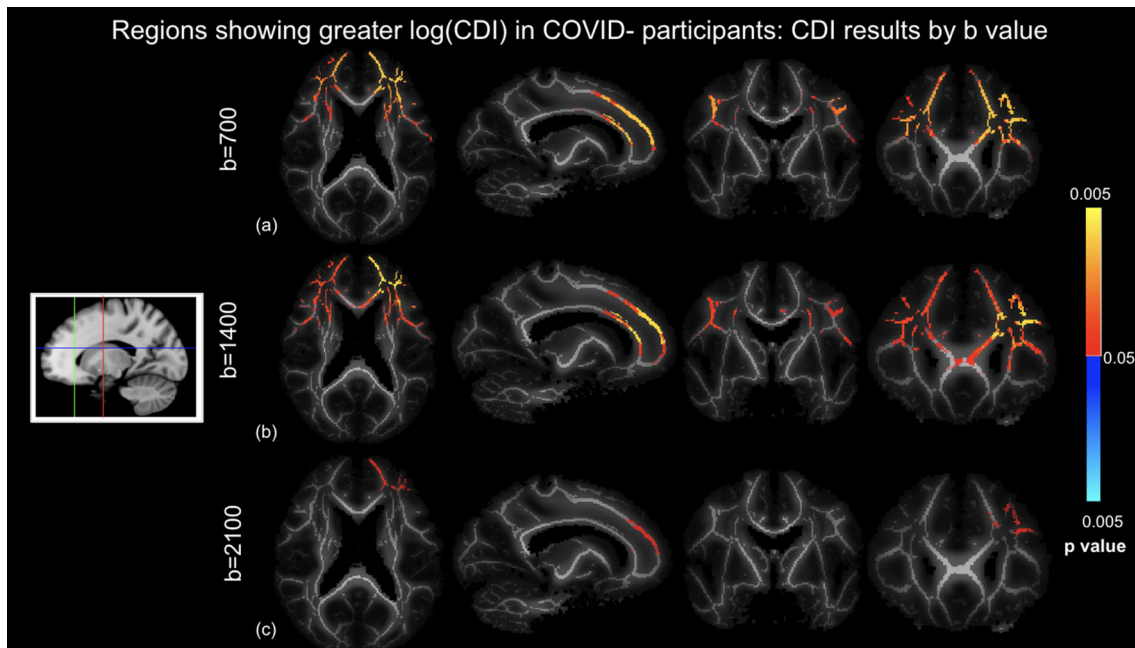 Regions showing greater log(CDI) in COVID- participants: CDI results by b value
b=700
(a)
b=1400
(b)
b=2100
(c)
0.005
0.05
0.005
p value